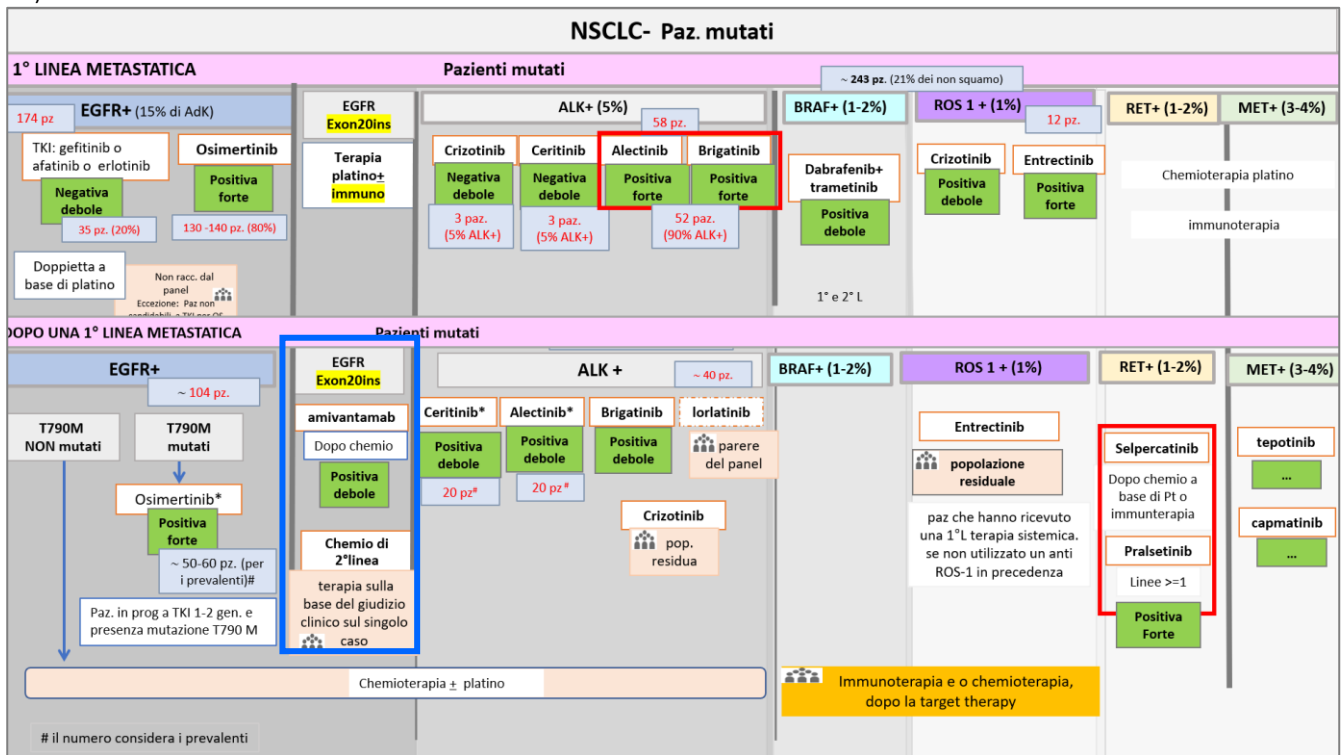 NSCLC- Paz. mutati
1° LINEA METASTATICA
Pazienti mutati
~ 243 pz. (21% dei non squamo)
174 pz
EGFR+ (15% di AdK)
TKI: gefitinib o
afatinib o erlotinib
Negativa
debole
35 pz. (20%)
Osimertinib
Positiva
forte
130 -140 pz. (80%)
Doppietta a
base di platino
Non racc. dal
panel
Eccezione: Paz non
EGFR
Exon20ins
Terapia
platino+
immuno
ALK+ (5%)
58 pz.
Crizotinib
Negativa
debole
3 paz.
(5% ALK+)
Ceritinib
Negativa
debole
3 paz.
(5% ALK+)
Alectinib
Positiva
forte
Brigatinib
Positiva
forte
52 paz.
(90% ALK+)
BRAF+ (1-2%)
Dabrafenib+
trametinib
Positiva
debole
1° e 2° L
ROS 1 + (1%)
12 pz.
Crizotinib
Positiva
debole
Entrectinib
Positiva
forte
RET+ (1-2%)
MET+ (3-4%)
Chemioterapia platino
immunoterapia
DOPO UNA 1° LINEA METASTATICA
Pazienti mutati
EGFR+
~ 104 pz.
T790M
NON mutati
T790M
mutati
Osimertinib*
Positiva
forte
~ 50-60 pz. (per
i prevalenti)#
Paz. in prog a TKI 1-2 gen. e
presenza mutazione T790 M
EGFR
Exon20ins
amivantamab
Dopo chemio
Positiva
debole
Chemio di
2°linea
terapia sulla
base del giudizio
clinico sul singolo
caso
ALK +
~ 40 pz.
Ceritinib*
Positiva
debole
20 pz#
Alectinib*
Positiva
debole
20 pz#
Brigatinib
Positiva
debole
lorlatinib
parere
del panel
Crizotinib
pop.
residua
BRAF+ (1-2%)
ROS 1 + (1%)
Entrectinib
popolazione
residuale
paz che hanno ricevuto
una 1°L terapia sistemica.
se non utilizzato un anti
ROS-1 in precedenza
RET+ (1-2%)
Selpercatinib
Dopo chemio a
base di Pt o
immunterapia
Pralsetinib
Linee >=1
Positiva
Forte
MET+ (3-4%)
tepotinib
...
capmatinib
...
Chemioterapia + platino
Immunoterapia e o chemioterapia,
dopo la target therapy
# il numero considera i prevalenti